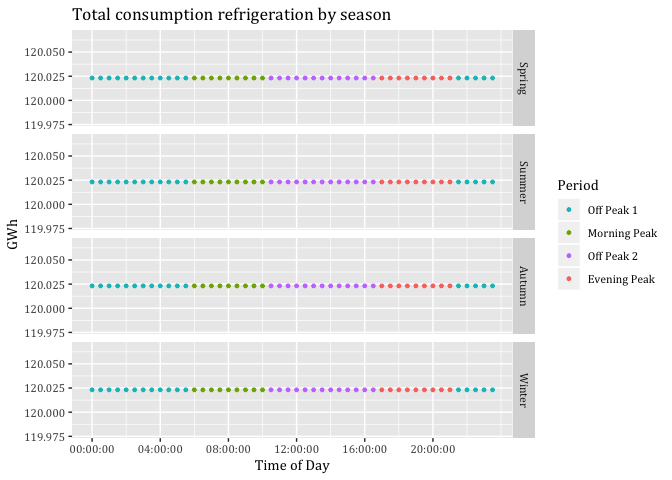 Total consumption refrigeration by season
120.050
120.025
120.000
119.975
Spring
120.050
120.025
120.000
119.975
Summer
120.050
120.025
120.000
119.975
Autumn
120.050
120.025
120.000
119.975
Winter
GWh
00:00:00 04:00:00 08:00:00 12:00:00 16:00:00 20:00:00
Time of Day
Period
Off Peak 1
Morning Peak
Off Peak 2
Evening Peak